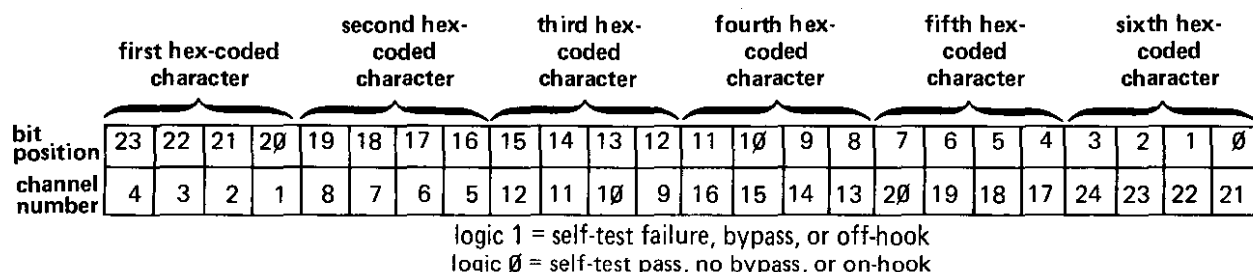 first hex-coded character
second hex-coded character
third hex-coded character
fourth hex-coded character
fifth hex-coded character
sixth hex-coded character
bit position 23 22 21 2Ø 19 18 17 16 15 14 13 12 11 1Ø 9 8 7 6 5 4 3 2 1 Ø
channel number 4 3 2 1 8 7 6 5 12 11 1Ø 9 16 15 14 13 2Ø 19 18 17 24 23 22 21
logic 1 = self-test failure, bypass, or off-hook
logic Ø = self-test pass, no bypass, or on-hook